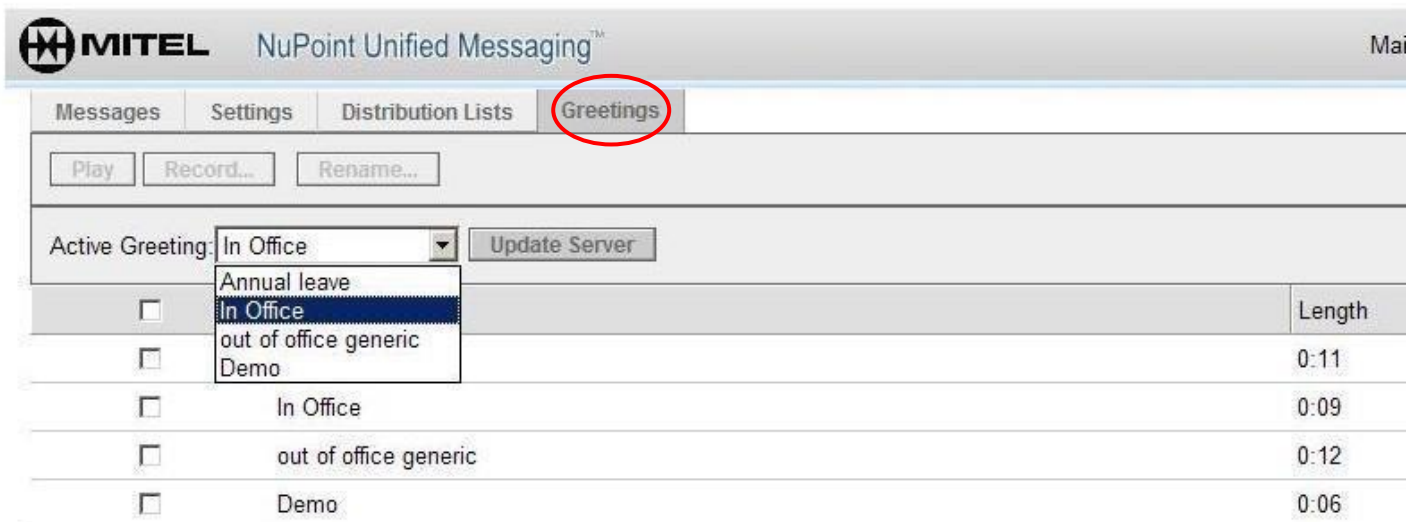 MITEL NuPoint Unified Messaging™ Mai
Messages Settings Distribution Lists Greetings
Play Record... Rename...
Active Greeting: In Office Update Server
Annual leave
In Office
out of office generic
Demo
Length
0:11
In Office 0:09
out of office generic 0:12
Demo 0:06